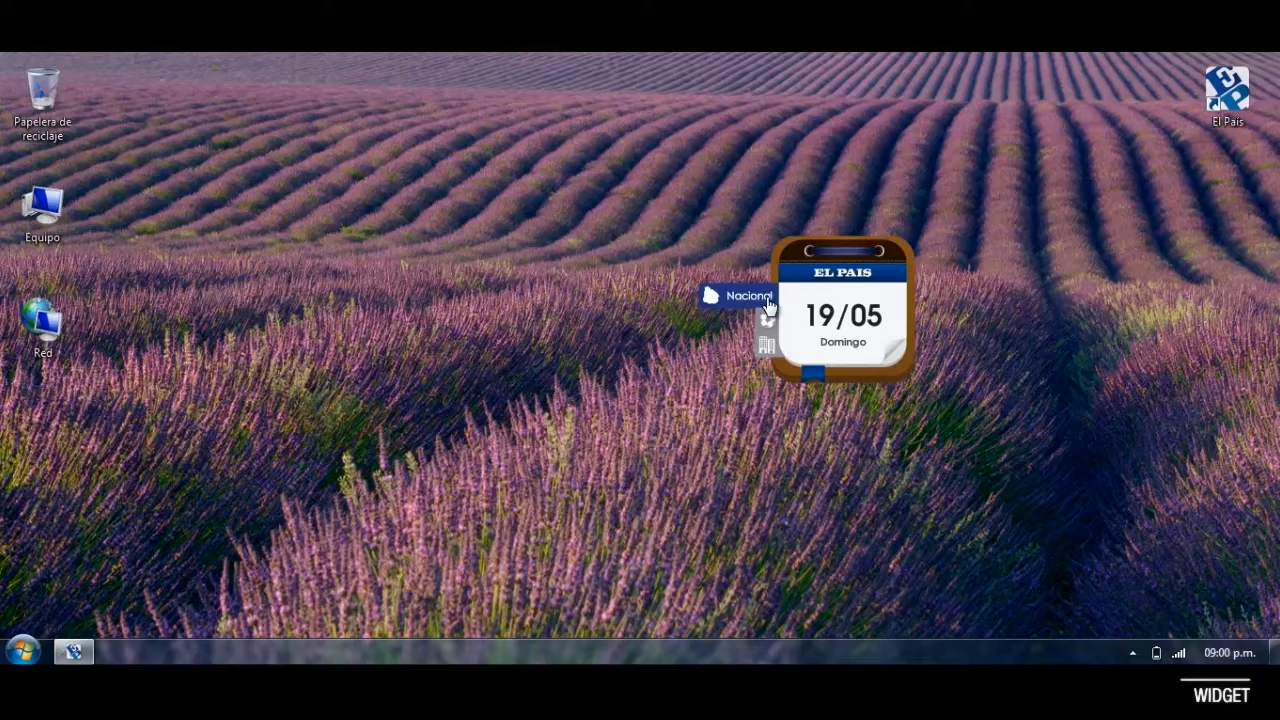 Papelera de
reciclaje
El País
Equipo
EL PAIS
Nacional
19/05
Domingo
Red
09:00 p.m.
WIDGET